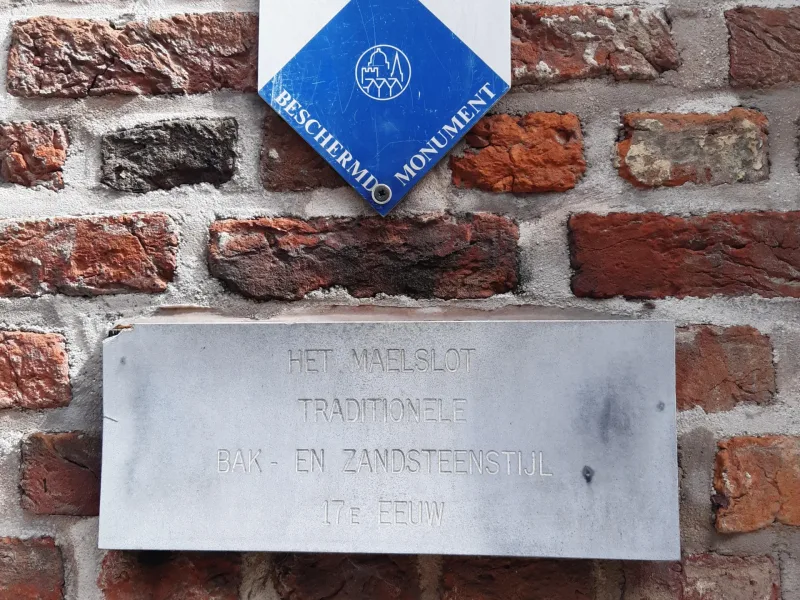 BESCHERMD MONUMENT
HET MAELSLOT
TRADITIONELE
BAK - EN ZANDSTEENSTIJL
17E EEUW